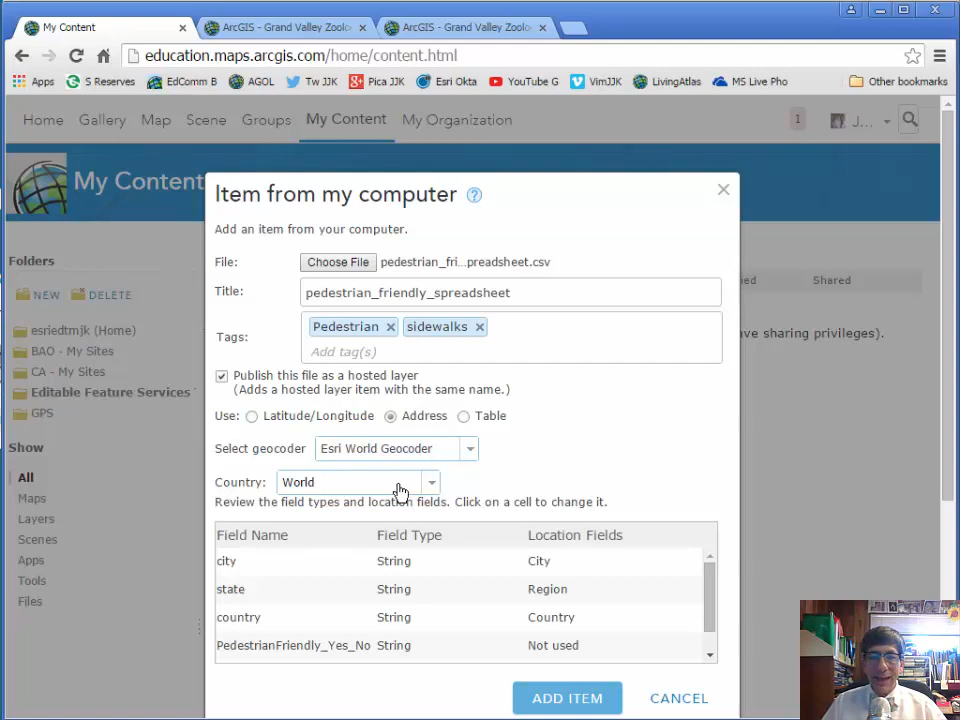 My Content
ArcGIS - Grand Valley Zoolo
ArcGIS - Grand Valley Zoolo
education.maps.arcgis.com/home/content.html
Apps S Reserves EdComm B AGOL Tw JJK Pica JJK Esri Okta YouTube G VimJJK LivingAtlas MS Live Pho Other bookmarks
Home Gallery Map Scene Groups My Content My Organization 1 J...
My Content
Item from my computer ?
Add an item from your computer.
File: Choose File pedestrian_fri...preadsheet.csv
Title: pedestrian_friendly_spreadsheet
Tags: Pedestrian sidewalks
Add tag(s)
Publish this file as a hosted layer
(Adds a hosted layer item with the same name.)
Use: Latitude/Longitude Address Table
Select geocoder Esri World Geocoder
Country: World
Review the field types and location fields. Click on a cell to change it.
Field Name Field Type Location Fields
city String City
state String Region
country String Country
PedestrianFriendly_Yes_No String Not used
ADD ITEM CANCEL
Folders
NEW DELETE
esriedtmjk (Home)
BAO - My Sites
CA - My Sites
Editable Feature Services
GPS
Show
All
Maps
Layers
Scenes
Apps
Tools
Files
ied Shared
ave sharing privileges).